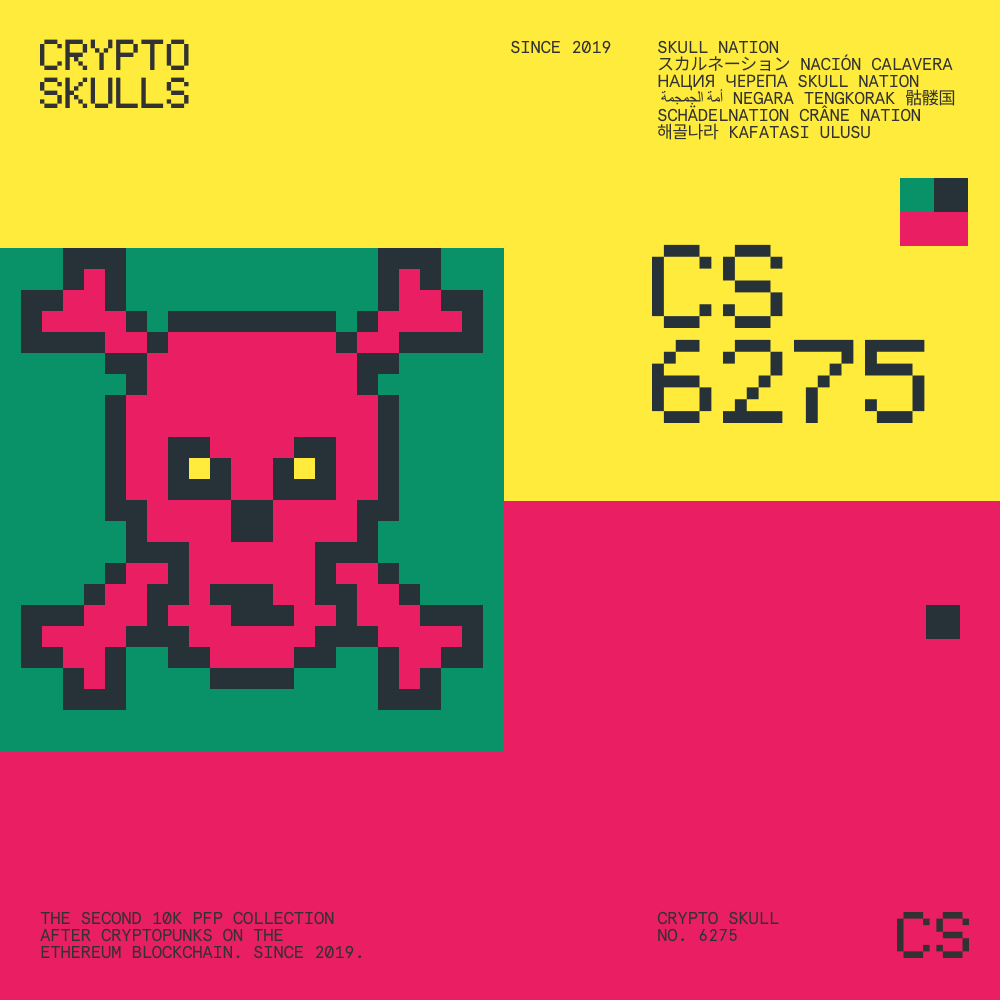 CRYPTO
SKULLS
SINCE 2019
SKULL NATION
スカルネーション NACIÓN CALAVERA
НАЦИЯ ЧЕРЕПА SKULL NATION
أمة الجمجمة NEGARA TENGKORAK 骷髅国
SCHÄDELNATION CRÂNE NATION
해골나라 KAFATASI ULUSU
CS
6275
THE SECOND 10K PFP COLLECTION
AFTER CRYPTOPUNKS ON THE
ETHEREUM BLOCKCHAIN. SINCE 2019.
CRYPTO SKULL
NO. 6275
CS